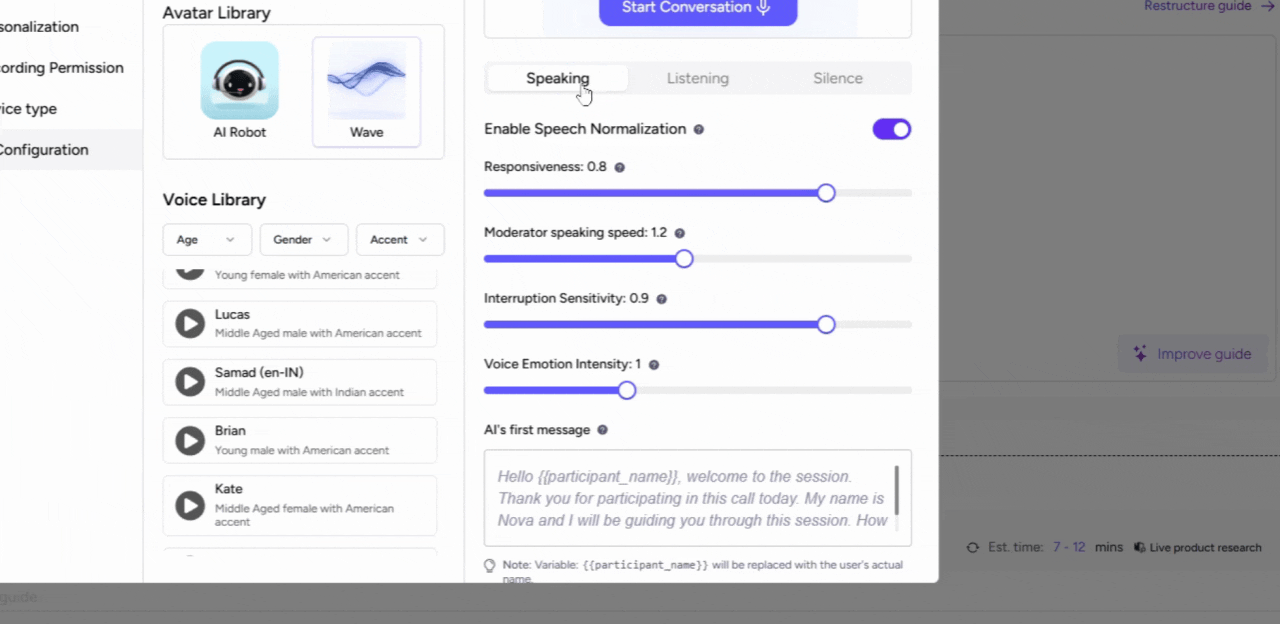 sonalization
ording Permission
ice type
Configuration
Avatar Library
AI Robot
Wave
Voice Library
Age
Gender
Accent
Young female with American accent
Lucas
Middle Aged male with American accent
Samad (en-IN)
Middle Aged male with Indian accent
Brian
Young male with American accent
Kate
Middle Aged female with American
accent
Start Conversation
Speaking
Listening
Silence
Enable Speech Normalization
Responsiveness: 0.8
Moderator speaking speed: 1.2
Interruption Sensitivity: 0.9
Voice Emotion Intensity: 1
AI's first message
Hello {{participant_name}}, welcome to the session.
Thank you for participating in this call today. My name is
Nova and I will be guiding you through this session. How
Note: Variable: {{participant_name}} will be replaced with the user's actual
name.
Restructure guide
Improve guide
Est. time: 7 - 12 mins
Live product research
guide